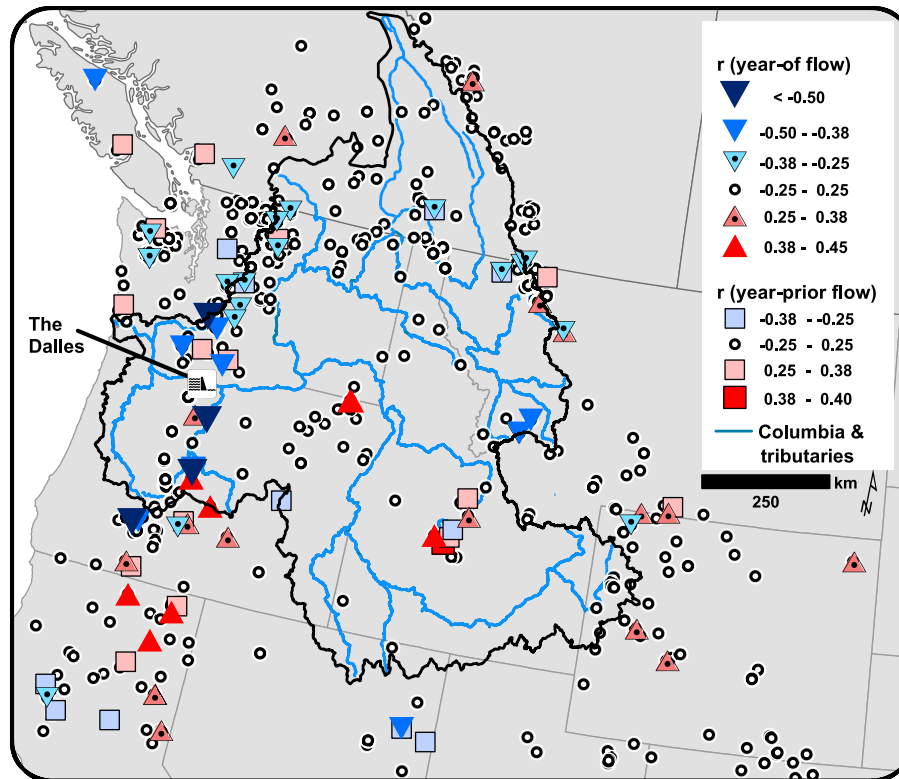 r (year-of flow)
< -0.50
-0.50 - -0.38
-0.38 - -0.25
-0.25 - 0.25
0.25 - 0.38
0.38 - 0.45
r (year-prior flow)
-0.38 - -0.25
-0.25 - 0.25
0.25 - 0.38
0.38 - 0.40
Columbia &
tributaries
250 km
N
The
Dalles